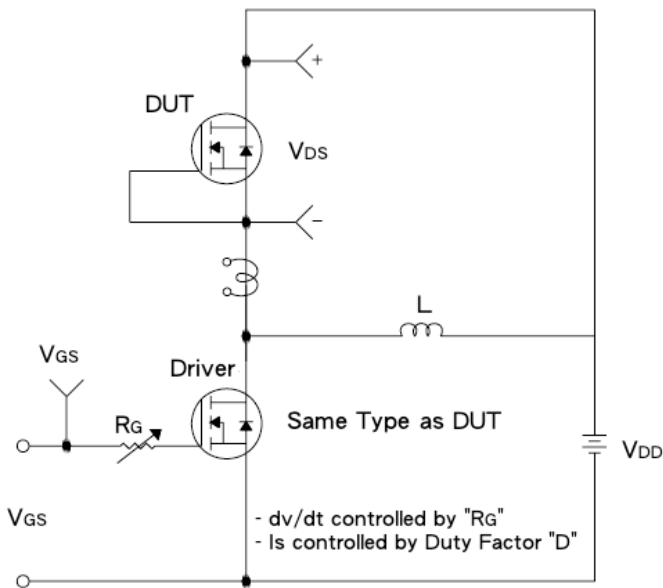 +
DUT
VDS
-
L
VGS
Driver
RG
Same Type as DUT
VDD
VGS
- dv/dt controlled by "RG"
- Is controlled by Duty Factor "D"